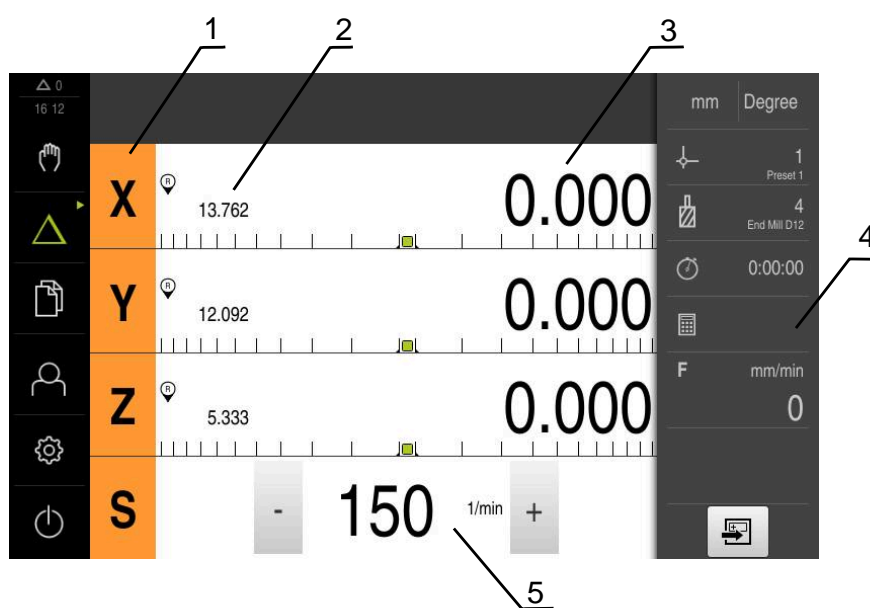 1 2 3
0
16 12
mm Degree
X R 13.762 0.000
1
Preset 1
4
End Mill D12
4
0:00:00
Y R 12.092 0.000
F mm/min
0
Z R 5.333 0.000
S - 150 1/min +
5